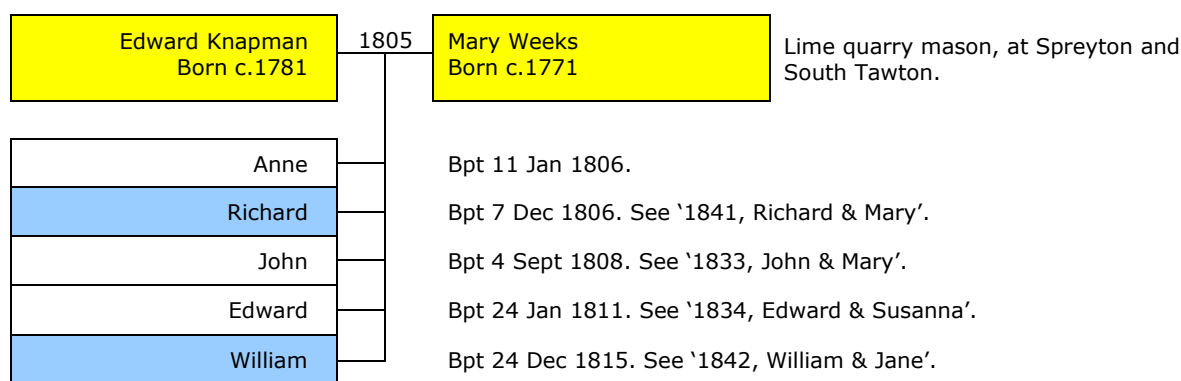 Edward Knapman
Born c.1781
1805
Mary Weeks
Born c.1771
Lime quarry mason, at Spreyton and
South Tawton.
Anne
Bpt 11 Jan 1806.
Richard
Bpt 7 Dec 1806. See ‘1841, Richard & Mary’.
John
Bpt 4 Sept 1808. See ‘1833, John & Mary’.
Edward
Bpt 24 Jan 1811. See ‘1834, Edward & Susanna’.
William
Bpt 24 Dec 1815. See ‘1842, William & Jane’.